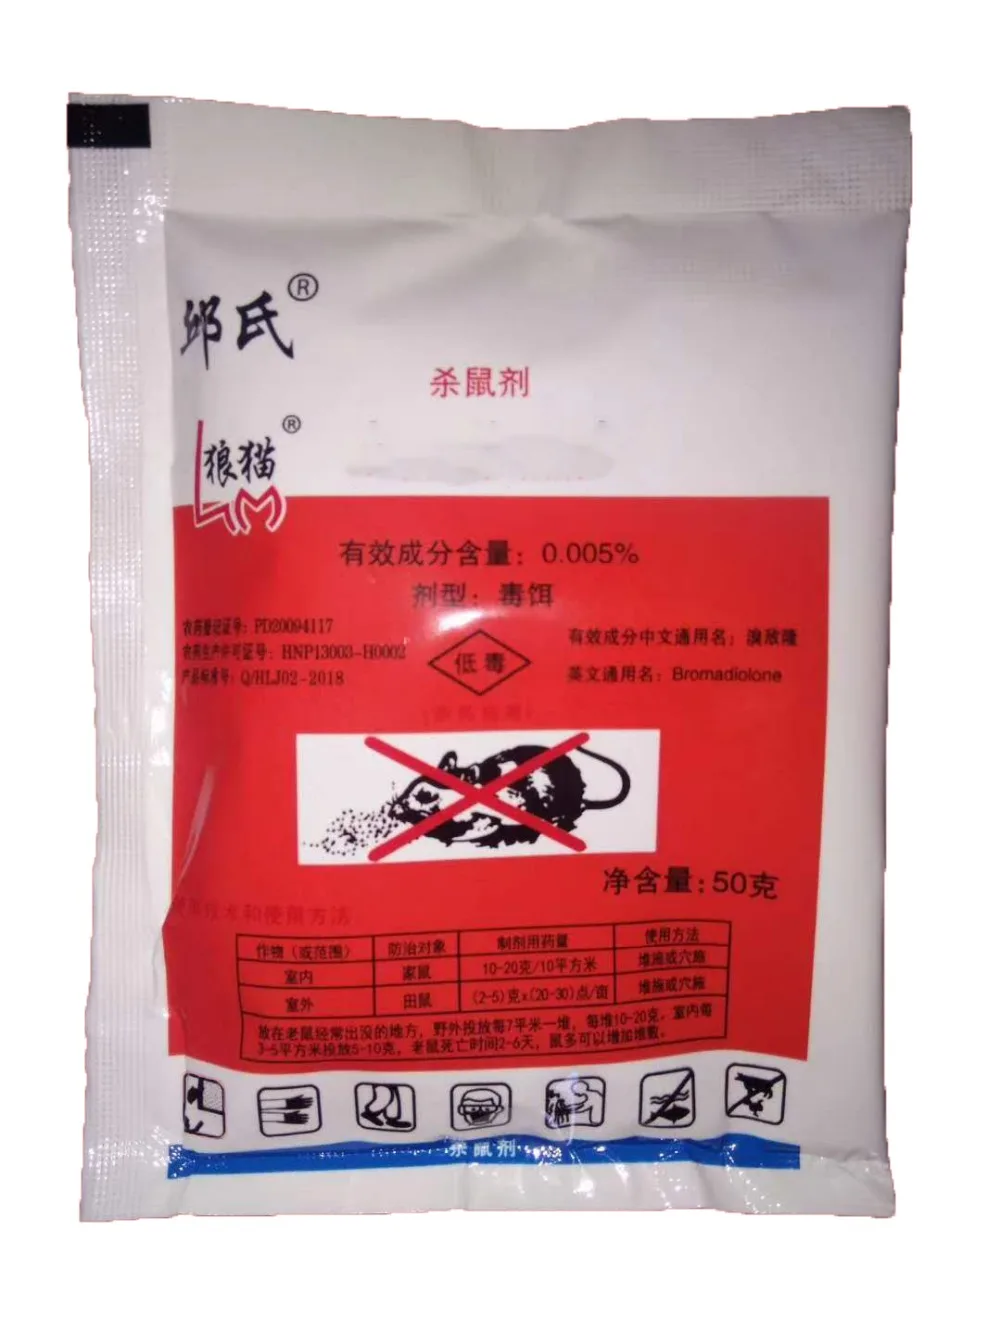 邱氏®
杀鼠剂
狼猫®
LM
有效成分含量：0.005%
剂型：毒饵
农药登记证号：PD20094117
农药生产许可证号：HNP13003-H0002
产品标准号：Q/HLJ02-2018
低毒
有效成分中文通用名：溴敌隆
英文通用名：Bromadiolone
净含量：50克
技术和使用方法
作物（或范围） 防治对象 制剂用药量 使用方法
室内 家鼠 10-20克/10平方米 堆施或穴施
室外 田鼠 (2-5)克x(20-30)点/亩 堆施或穴施
放在老鼠经常出没的地方，野外投放每7平米一堆，每堆10-20克，室内每
3-5平方米投放5-10克，老鼠死亡时间2-6天，鼠多可以增加堆数。
杀鼠剂